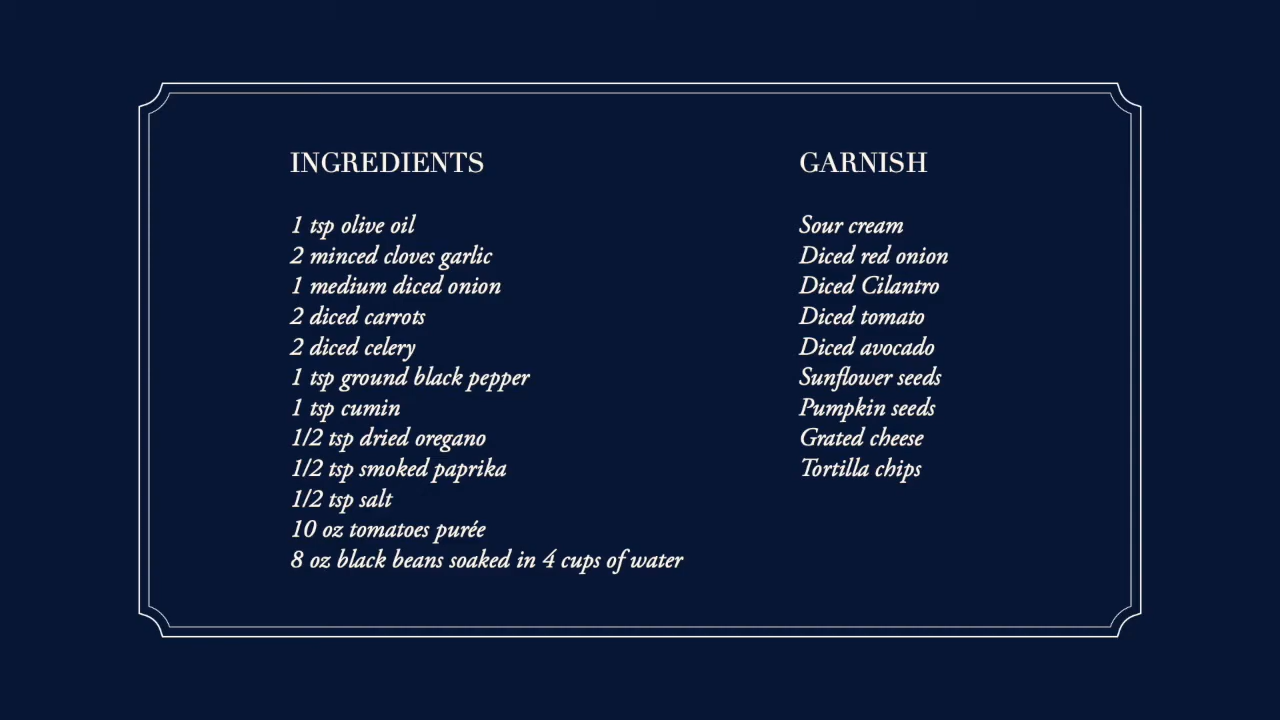 INGREDIENTS
1 tsp olive oil
2 minced cloves garlic
1 medium diced onion
2 diced carrots
2 diced celery
1 tsp ground black pepper
1 tsp cumin
1/2 tsp dried oregano
1/2 tsp smoked paprika
1/2 tsp salt
10 oz tomatoes purée
8 oz black beans soaked in 4 cups of water
GARNISH
Sour cream
Diced red onion
Diced Cilantro
Diced tomato
Diced avocado
Sunflower seeds
Pumpkin seeds
Grated cheese
Tortilla chips